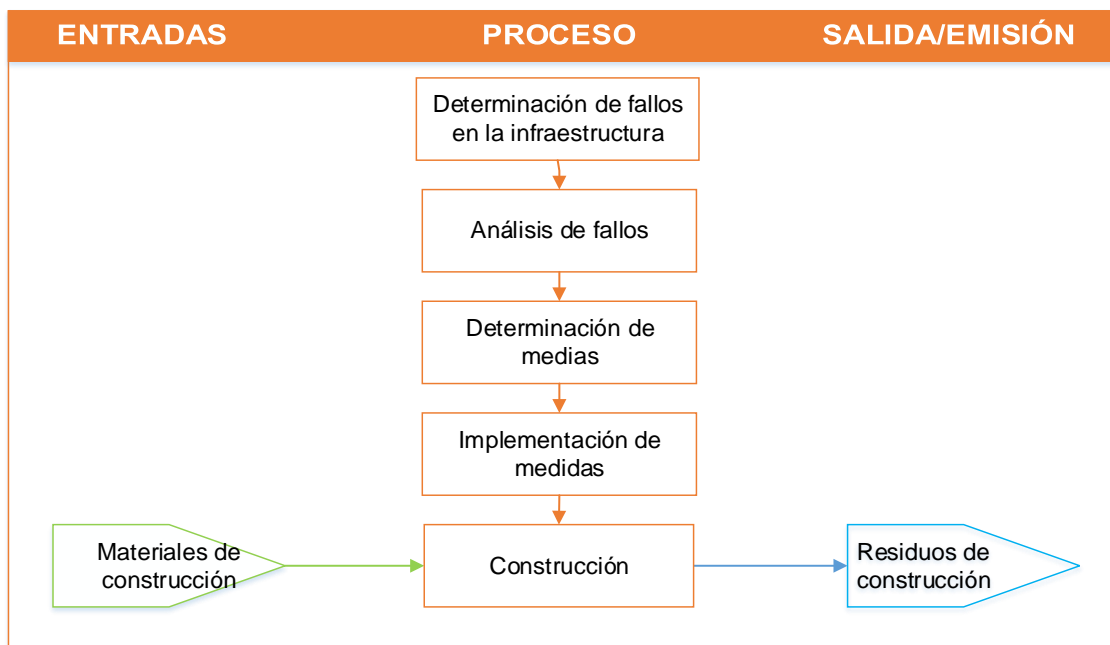 ENTRADAS
PROCESO
SALIDA/EMISIÓN
Determinación de fallos
en la infraestructura
Análisis de fallos
Determinación de
medias
Implementación de
medidas
Materiales de
construcción
Construcción
Residuos de
construcción